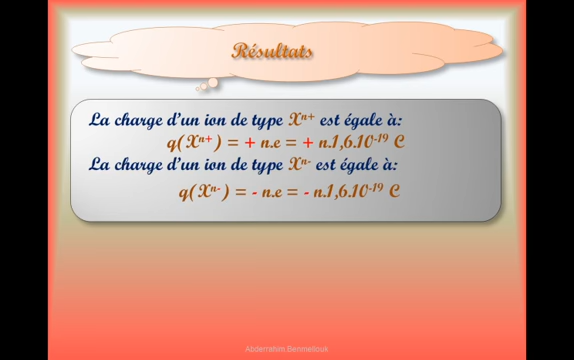 Résultats
La charge d'un ion de type Xⁿ⁺ est égale à:
q(Xⁿ⁺) = + n.e = + n.1,6.10⁻¹⁹ C
La charge d'un ion de type Xⁿ⁻ est égale à:
q(Xⁿ⁻) = - n.e = - n.1,6.10⁻¹⁹ C
Abderrahim Benmellouk